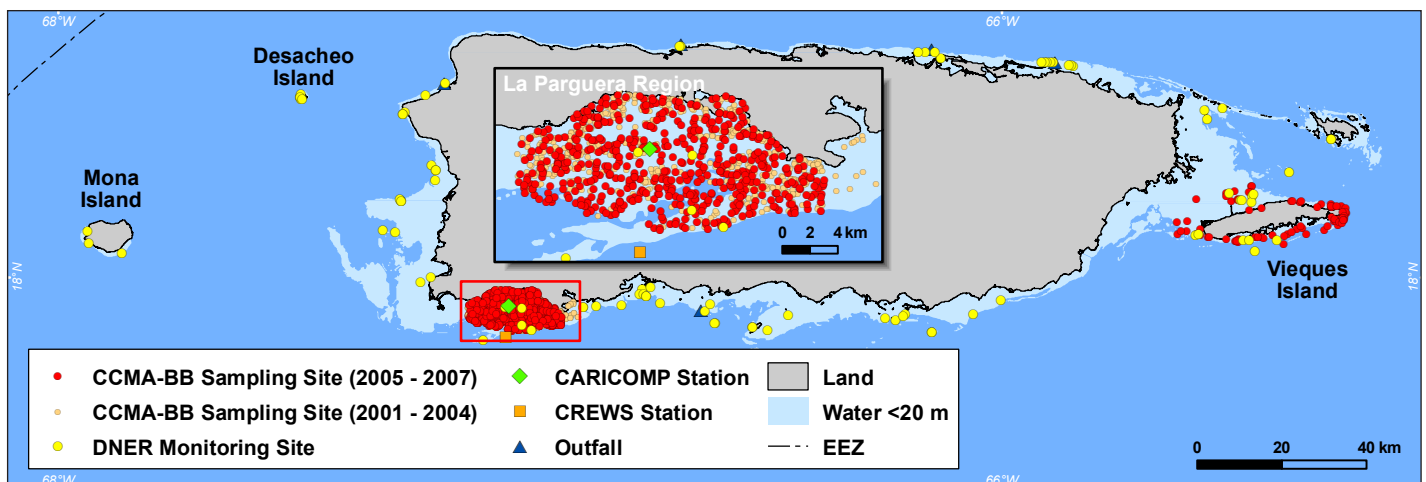 68°W
66°W
Desacheo
Island
La Parguera Region
Mona
Island
0 2 4 km
18°N
18°N
Vieques
Island
CCMA-BB Sampling Site (2005 - 2007)
CARICOMP Station
Land
CCMA-BB Sampling Site (2001 - 2004)
CREWS Station
Water <20 m
DNER Monitoring Site
Outfall
EEZ
0 20 40 km
68°W
66°W